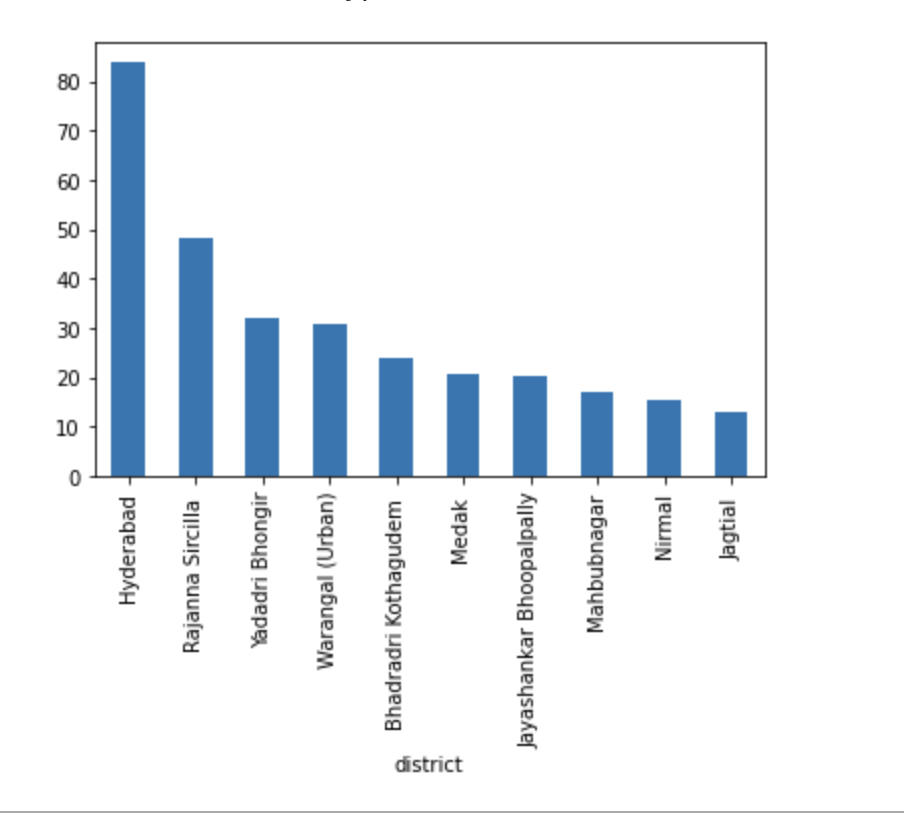 80
70
60
50
40
30
20
10
0
Hyderabad
Rajanna Sircilla
Yadadri Bhongir
Warangal (Urban)
Bhadradri Kothagudem
Medak
Jayashankar Bhoopalpally
Mahbubnagar
Nirmal
Jagtial
district